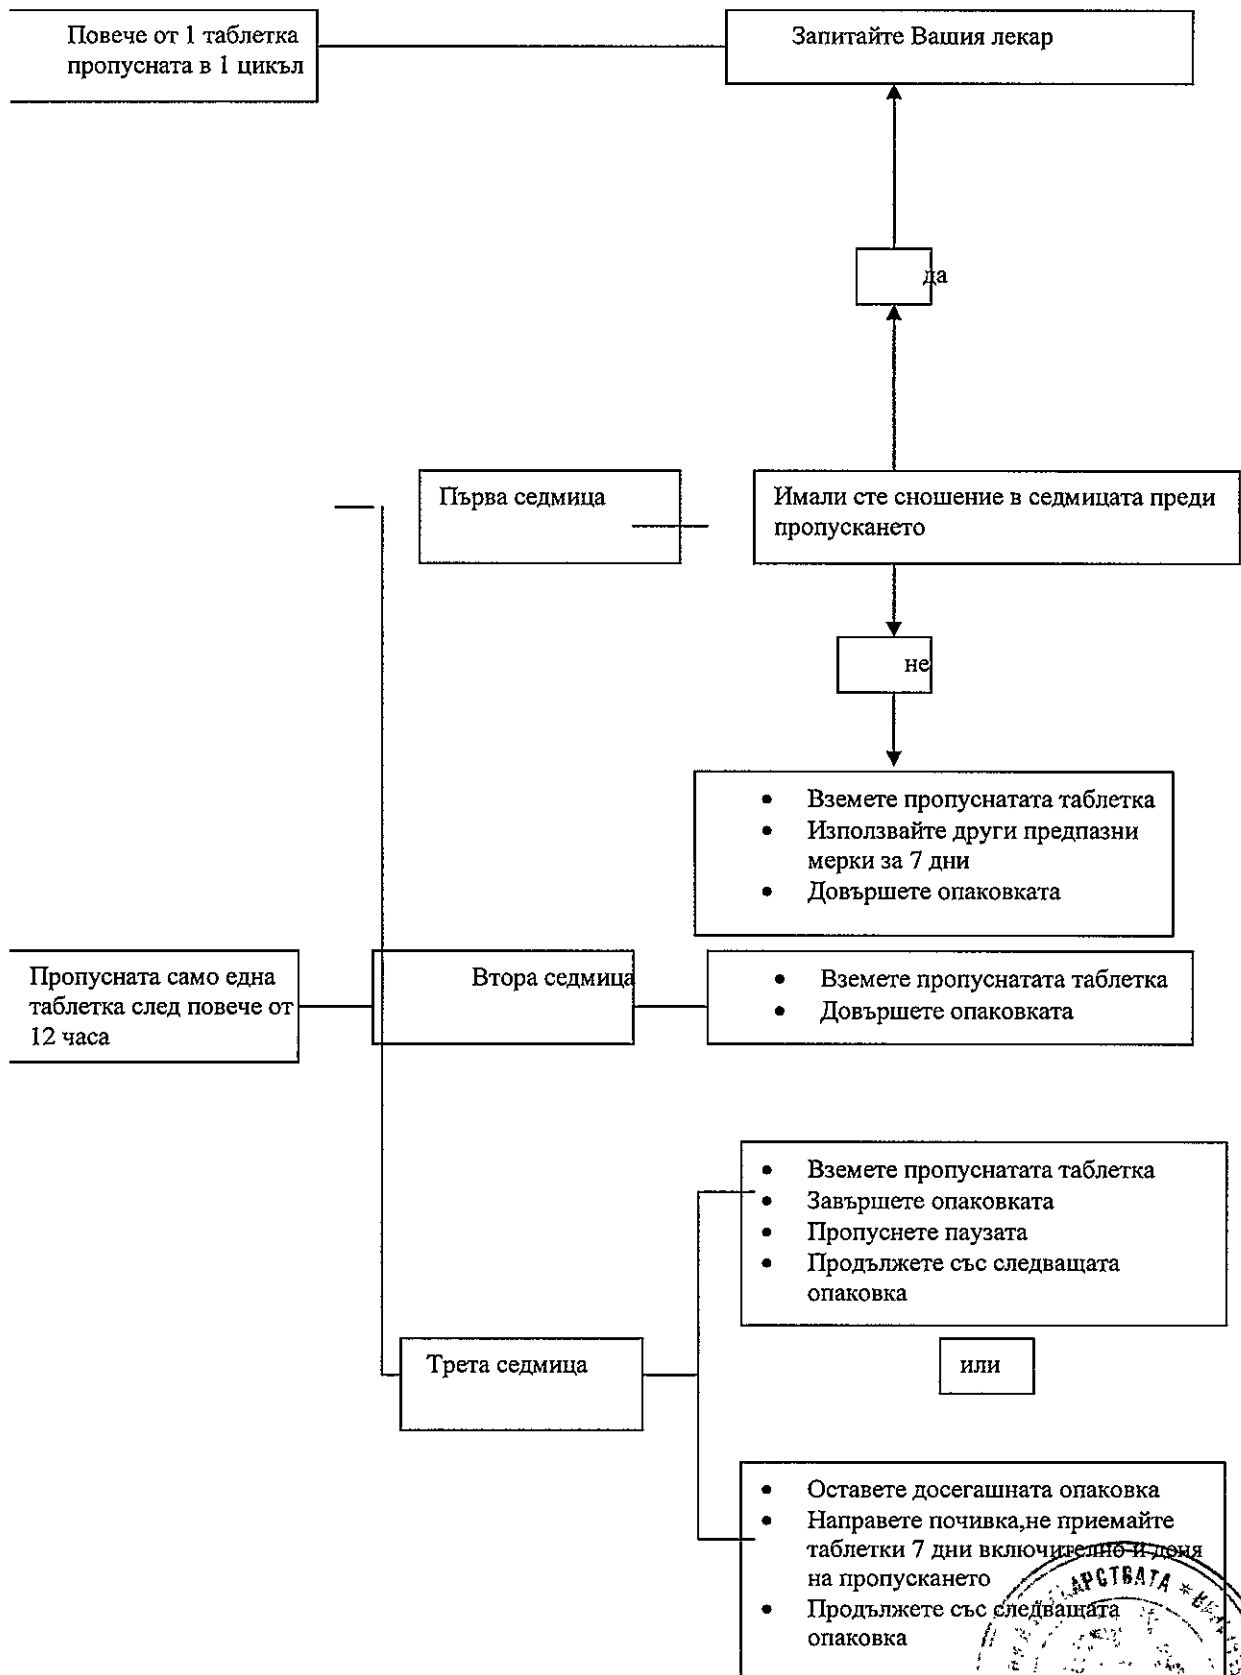 Повече от 1 таблетка
пропусната в 1 цикъл
Запитайте Вашия лекар
да
Първа седмица
Имали сте сношение в седмицата преди
пропускането
не
• Вземете пропуснатата таблетка
• Използвайте други предпазни
мерки за 7 дни
• Довършете опаковката
Пропусната само една
таблетка след повече от
12 часа
Втора седмица
• Вземете пропуснатата таблетка
• Довършете опаковката
• Вземете пропуснатата таблетка
• Завършете опаковката
• Пропуснете паузата
• Продължете със следващата
опаковка
Трета седмица
или
• Оставете досегашната опаковка
• Направете почивка,не приемайте
таблетки 7 дни включително и доня
на пропускането
• Продължете със следващата
опаковка